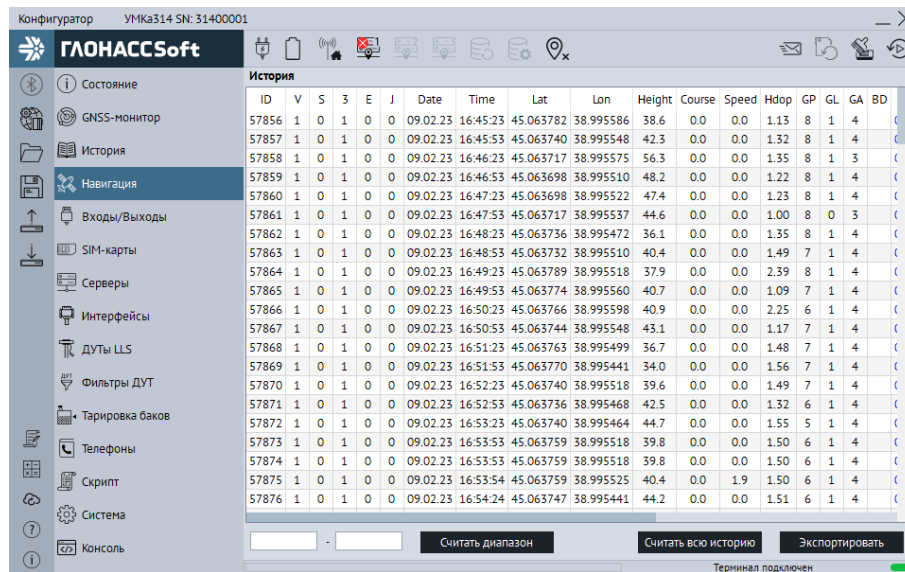 Конфигуратор УМКа314 SN: 31400001
ГЛОНАССSoft
Состояние
GNSS-монитор
История
Навигация
Входы/Выходы
SIM-карты
Серверы
Интерфейсы
ДУТы LLS
Фильтры ДУТ
Тарировка баков
Телефоны
Скрипт
Система
Консоль
История
ID V S 3 E J Date Time Lat Lon Height Course Speed Hdop GP GL GA BD
57856 1 0 1 0 0 09.02.23 16:45:23 45.063782 38.995586 38.6 0.0 0.0 1.13 8 1 4
57857 1 0 1 0 0 09.02.23 16:45:53 45.063740 38.995548 42.3 0.0 0.0 1.32 8 1 4
57858 1 0 1 0 0 09.02.23 16:46:23 45.063717 38.995575 56.3 0.0 0.0 1.35 8 1 3
57859 1 0 1 0 0 09.02.23 16:46:53 45.063698 38.995510 48.2 0.0 0.0 1.22 8 1 4
57860 1 0 1 0 0 09.02.23 16:47:23 45.063698 38.995522 47.4 0.0 0.0 1.23 8 1 4
57861 1 0 1 0 0 09.02.23 16:47:53 45.063717 38.995537 44.6 0.0 0.0 1.00 8 0 3
57862 1 0 1 0 0 09.02.23 16:48:23 45.063736 38.995472 36.1 0.0 0.0 1.35 8 1 4
57863 1 0 1 0 0 09.02.23 16:48:53 45.063732 38.995510 40.4 0.0 0.0 1.49 7 1 4
57864 1 0 1 0 0 09.02.23 16:49:23 45.063789 38.995518 37.9 0.0 0.0 2.39 8 1 4
57865 1 0 1 0 0 09.02.23 16:49:53 45.063774 38.995560 40.7 0.0 0.0 1.09 7 1 4
57866 1 0 1 0 0 09.02.23 16:50:23 45.063766 38.995598 40.9 0.0 0.0 2.25 6 1 4
57867 1 0 1 0 0 09.02.23 16:50:53 45.063744 38.995548 43.1 0.0 0.0 1.17 7 1 4
57868 1 0 1 0 0 09.02.23 16:51:23 45.063763 38.995499 36.7 0.0 0.0 1.48 7 1 4
57869 1 0 1 0 0 09.02.23 16:51:53 45.063770 38.995441 34.0 0.0 0.0 1.56 7 1 4
57870 1 0 1 0 0 09.02.23 16:52:23 45.063740 38.995518 39.6 0.0 0.0 1.49 7 1 4
57871 1 0 1 0 0 09.02.23 16:52:53 45.063736 38.995468 42.5 0.0 0.0 1.32 6 1 4
57872 1 0 1 0 0 09.02.23 16:53:23 45.063740 38.995464 44.7 0.0 0.0 1.55 5 1 4
57873 1 0 1 0 0 09.02.23 16:53:53 45.063759 38.995518 39.8 0.0 0.0 1.50 6 1 4
57874 1 0 1 0 0 09.02.23 16:53:53 45.063759 38.995518 39.8 0.0 0.0 1.50 6 1 4
57875 1 0 1 0 0 09.02.23 16:53:54 45.063759 38.995525 40.4 0.0 1.9 1.50 6 1 4
57876 1 0 1 0 0 09.02.23 16:54:24 45.063747 38.995441 44.2 0.0 0.0 1.51 6 1 4
- Считать диапазон Считать всю историю Экспортировать
Терминал подключен